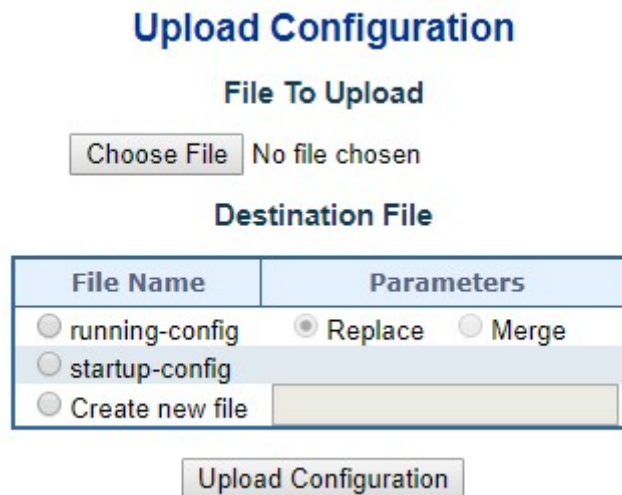 Upload Configuration
File To Upload
Choose File No file chosen
Destination File
File Name Parameters
running-config Replace Merge
startup-config
Create new file
Upload Configuration